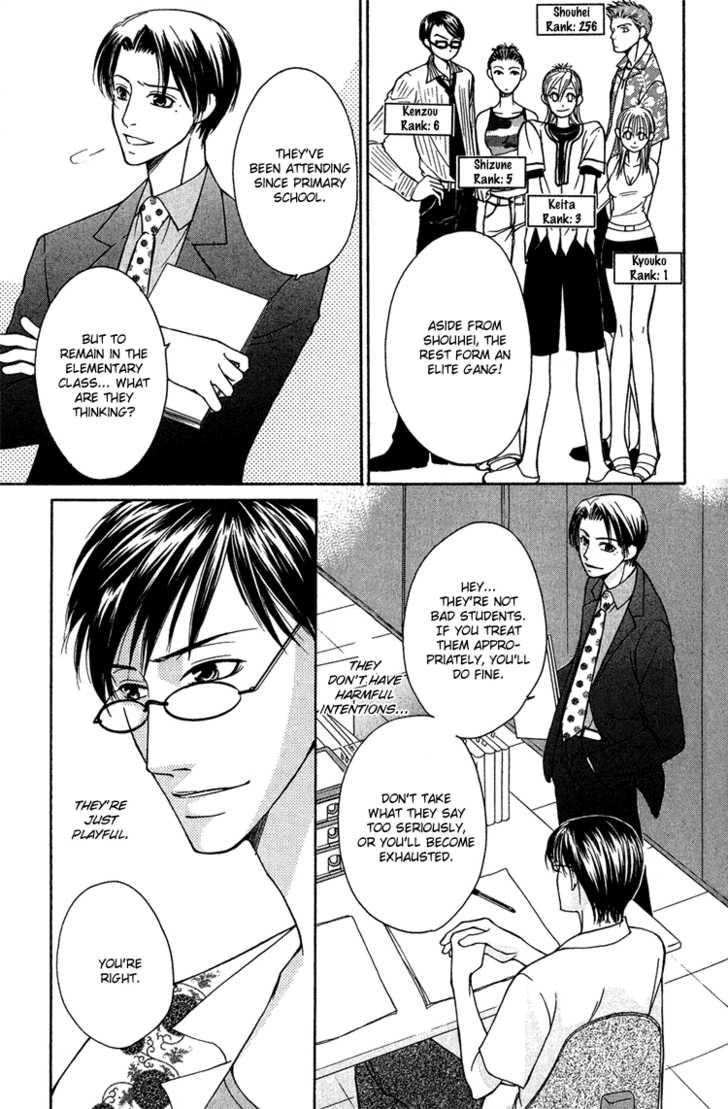 Shouhei
Rank: 256
Kenzou
Rank: 6
Shizune
Rank: 5
Keita
Rank: 3
Kyouko
Rank: 1
ASIDE FROM
SHOUHEI, THE
REST FORM AN
ELITE GANG!
THEY'VE
BEEN ATTENDING
SINCE PRIMARY
SCHOOL.
BUT TO
REMAIN IN THE
ELEMENTARY
CLASS... WHAT
ARE THEY
THINKING?
HEY...
THEY'RE NOT
BAD STUDENTS.
IF YOU TREAT
THEM APPRO-
PRIATELY, YOU'LL
DO FINE.
DON'T TAKE
WHAT THEY SAY
TOO SERIOUSLY,
OR YOU'LL BECOME
EXHAUSTED.
THEY
DON'T HAVE
HARMFUL
INTENTIONS...
THEY'RE
JUST
PLAYFUL.
YOU'RE
RIGHT.